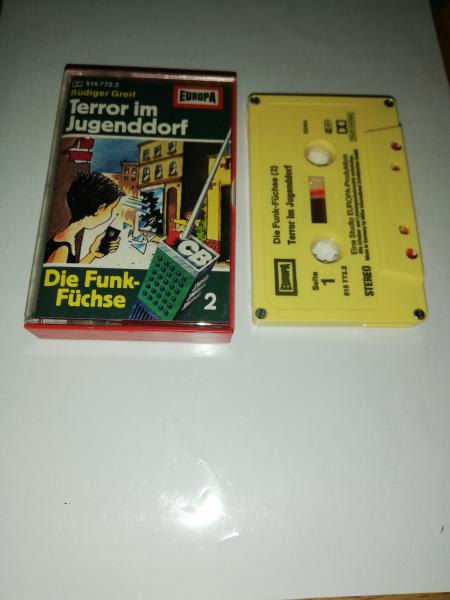 515 772.2
Rüdiger Greif
EUROPA
Terror im
Jugenddorf
CB
Die Funk-
Füchse
2
Die Funk-Füchse (2)
Terror im Jugenddorf
EUROPA
Seite
1
515 772.2
STEREO
Eine Studio EUROPA-Produktion